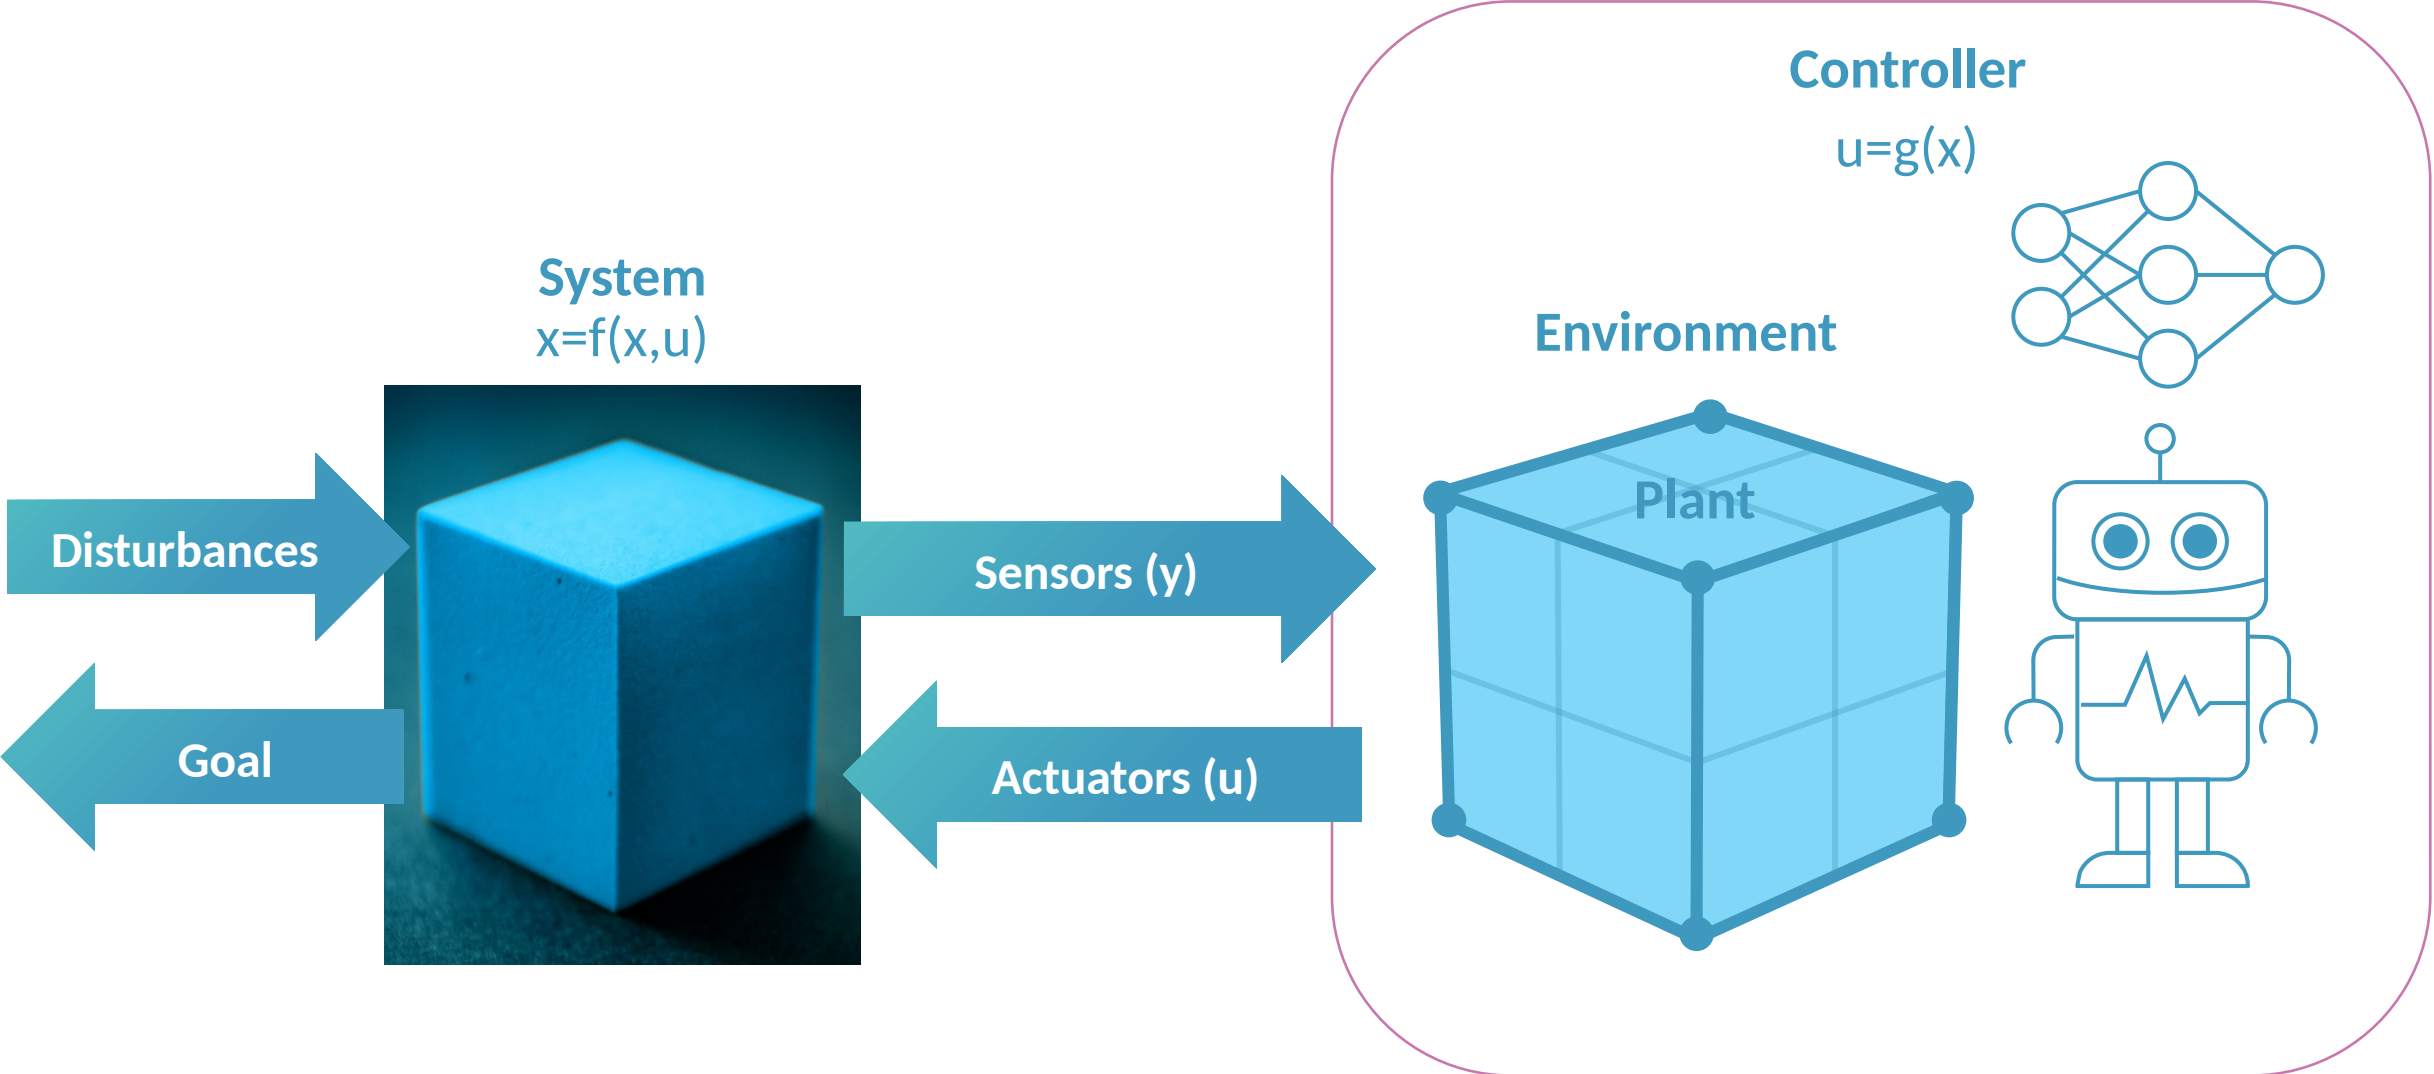 Controller
u=g(x)
System
x=f(x,u)
Environment
Plant
Disturbances
Sensors (y)
Goal
Actuators (u)